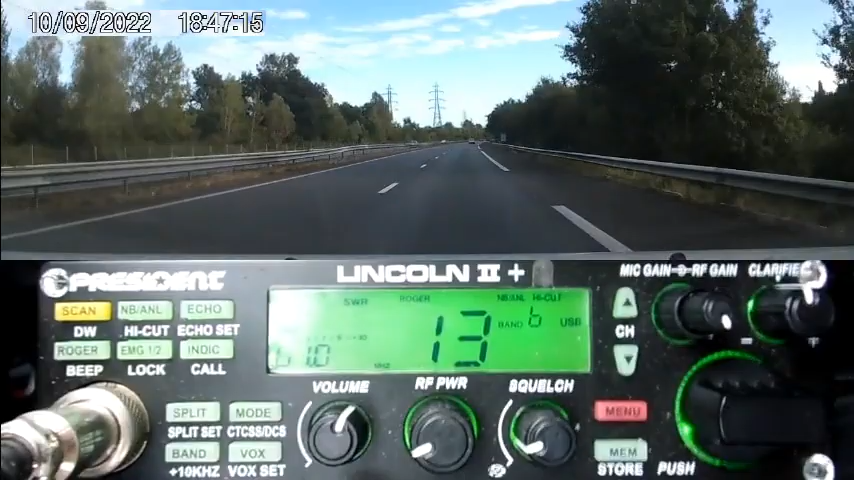 10/09/2022 18:47:15
PRESIDENT
LINCOLN II +
MIC GAIN RF GAIN CLARIFIER
SCAN NB/ANL ECHO
DW HI-CUT ECHO SET
ROGER EMG 1/2 INDIC
BEEP LOCK CALL
SWR ROGER NB/ANL HI-CUT
13 BAND b USB
1.0 MHz
CH
VOLUME RF PWR SQUELCH
SPLIT MODE
SPLIT SET CTCSS/DCS
BAND VOX
+10KHZ VOX SET
MENU
MEM
STORE PUSH